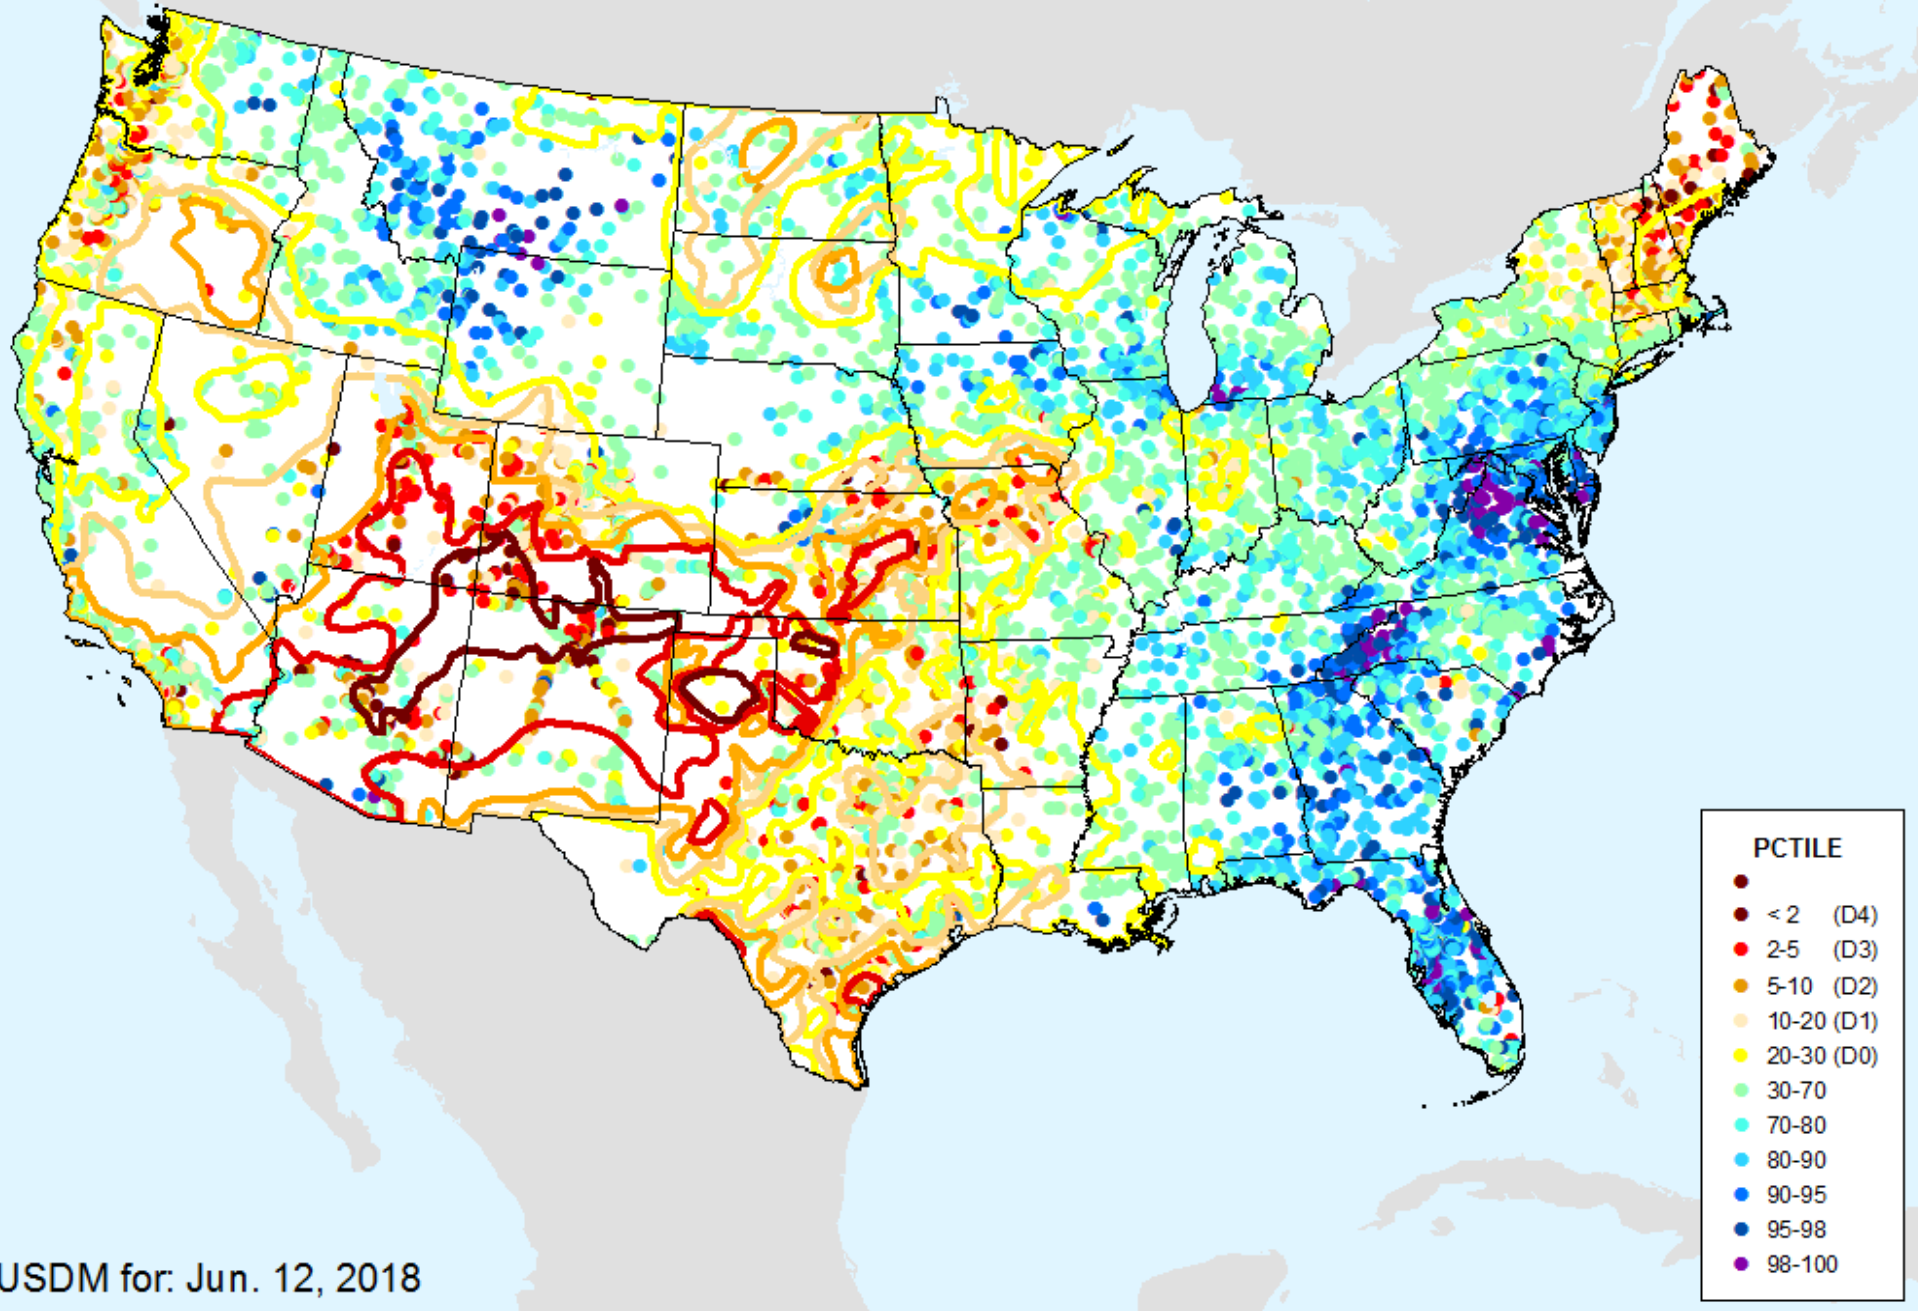 USDM for: Jun. 12, 2018
PCTILE
< 2 (D4)
2-5 (D3)
5-10 (D2)
10-20 (D1)
20-30 (D0)
30-70
70-80
80-90
90-95
95-98
98-100